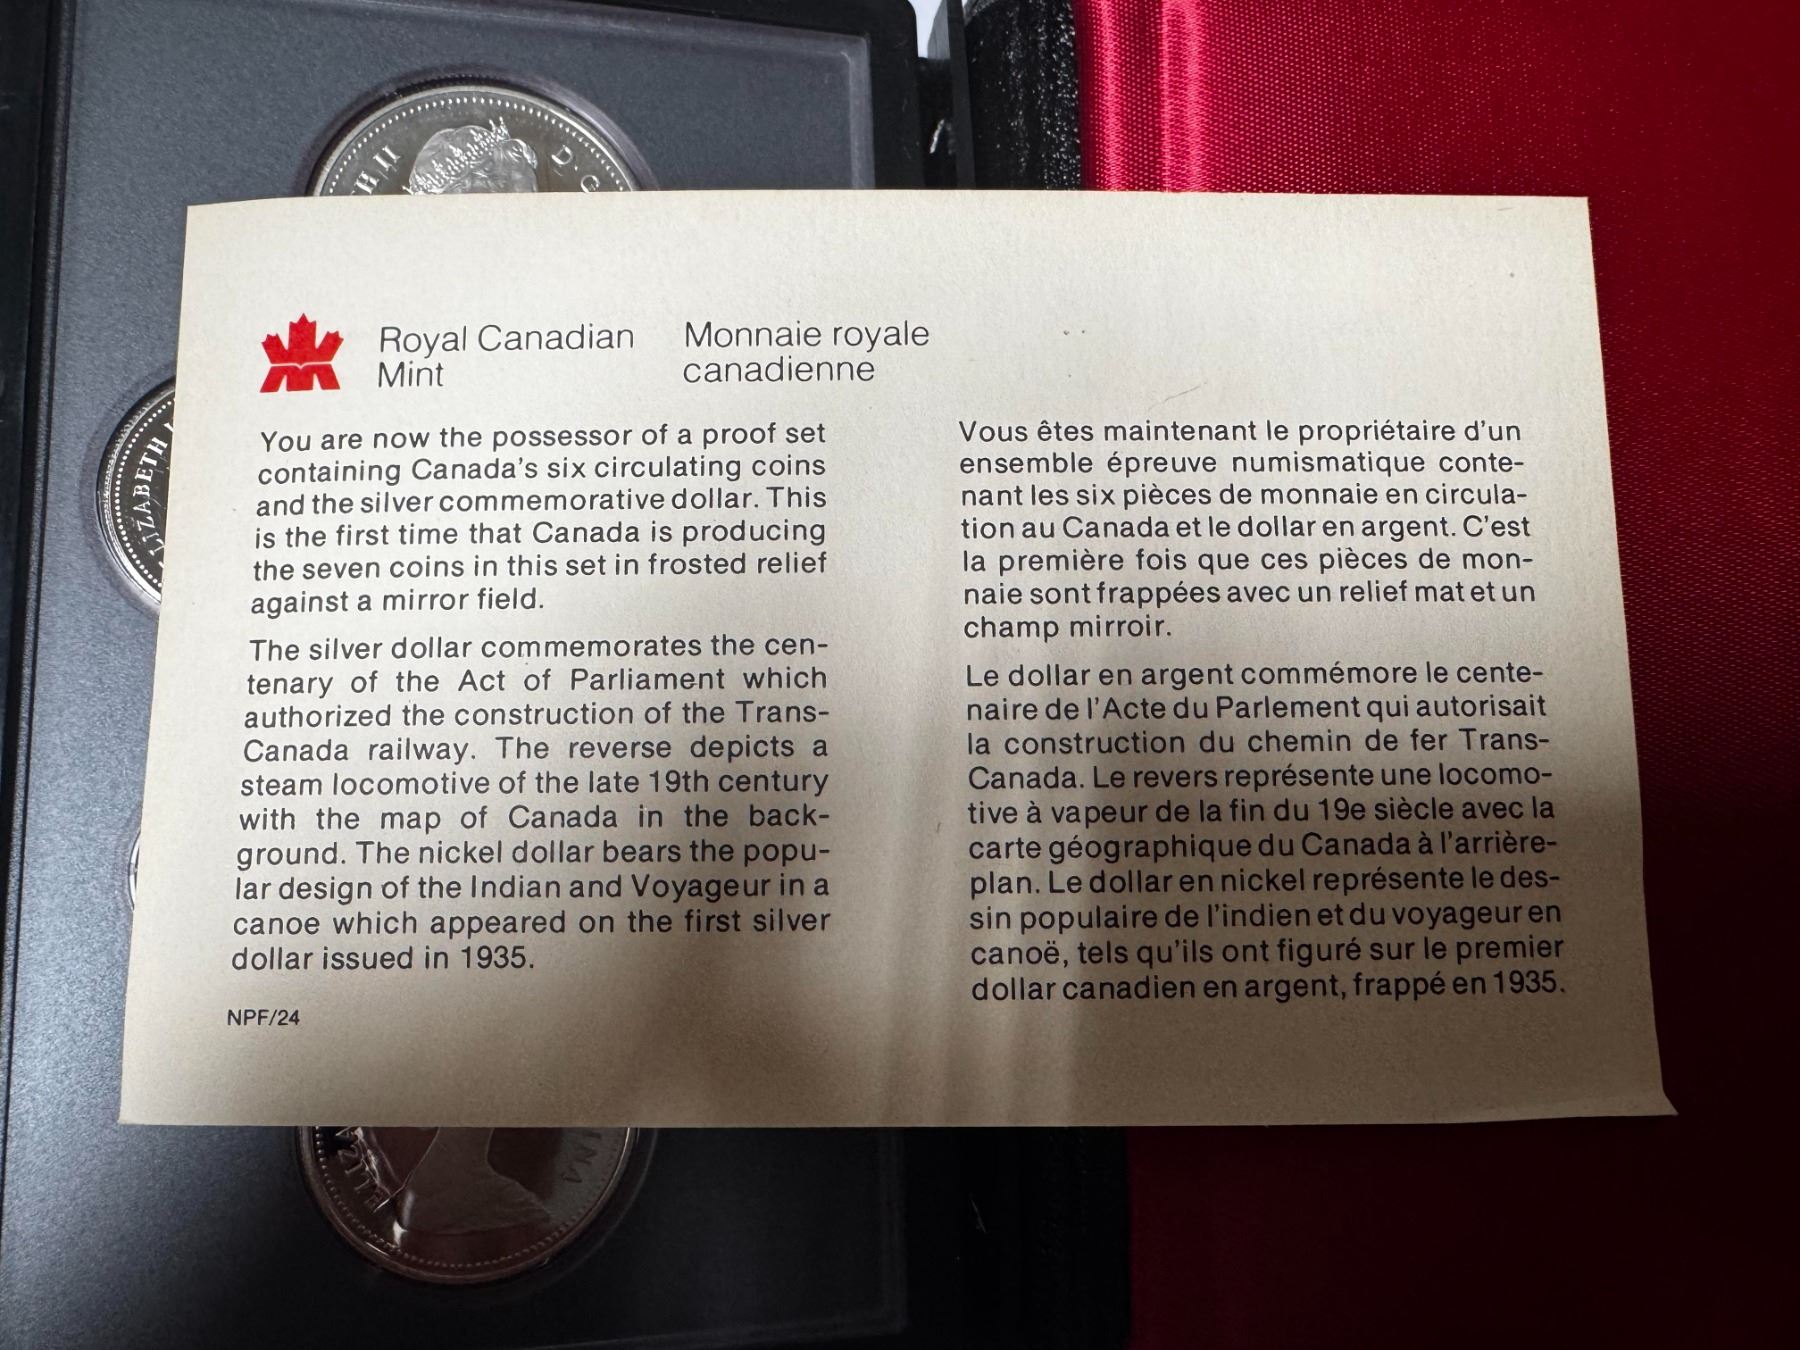 TH II
D·G
ELIZABETH
Royal Canadian
Mint
Monnaie royale
canadienne
You are now the possessor of a proof set
containing Canada's six circulating coins
and the silver commemorative dollar. This
is the first time that Canada is producing
the seven coins in this set in frosted relief
against a mirror field.
The silver dollar commemorates the cen-
tenary of the Act of Parliament which
authorized the construction of the Trans-
Canada railway. The reverse depicts a
steam locomotive of the late 19th century
with the map of Canada in the back-
ground. The nickel dollar bears the popu-
lar design of the Indian and Voyageur in a
canoe which appeared on the first silver
dollar issued in 1935.
NPF/24
Vous êtes maintenant le propriétaire d'un
ensemble épreuve numismatique conte-
nant les six pièces de monnaie en circula-
tion au Canada et le dollar en argent. C'est
la première fois que ces pièces de mon-
naie sont frappées avec un relief mat et un
champ mirroir.
Le dollar en argent commémore le cente-
naire de l'Acte du Parlement qui autorisait
la construction du chemin de fer Trans-
Canada. Le revers représente une locomo-
tive à vapeur de la fin du 19e siècle avec la
carte géographique du Canada à l'arrière-
plan. Le dollar en nickel représente le des-
sin populaire de l'indien et du voyageur en
canoë, tels qu'ils ont figuré sur le premier
dollar canadien en argent, frappé en 1935.
ELIZA
INA